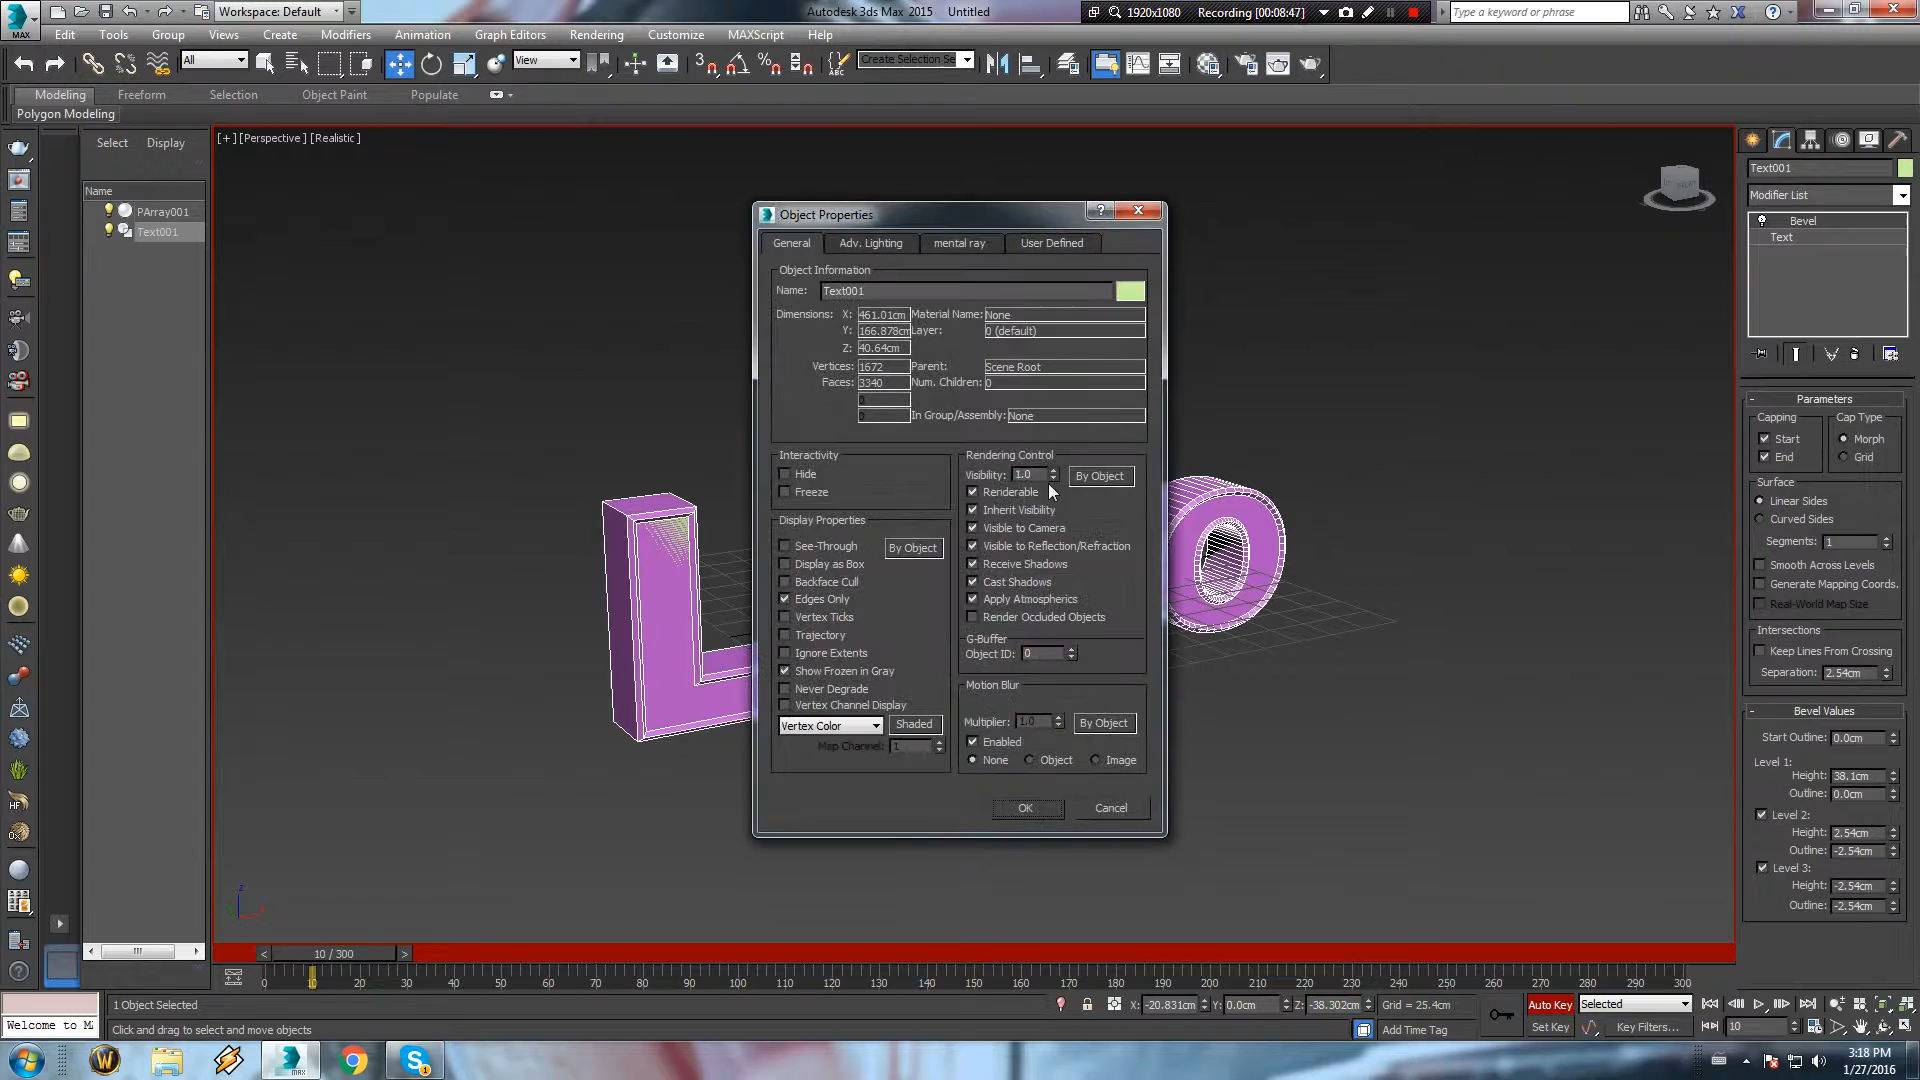 MAX
Workspace: Default
Autodesk 3ds Max 2015 Untitled
1920x1080
Recording [00:08:47]
Type a keyword or phrase
Edit Tools Group Views Create Modifiers Animation Graph Editors Rendering Customize MAXScript Help
All
View
Create Selection Se
Modeling Freeform Selection Object Paint Populate
Polygon Modeling
Select Display
Name
PArray001
Text001
[+][Perspective][Realistic]
Object Properties
General Adv. Lighting mental ray User Defined
Object Information
Name: Text001
Dimensions: X: 461.01cm Material Name: None
Y: 166.878cm Layer: 0 (default)
Z: 40.64cm
Vertices: 1672 Parent: Scene Root
Faces: 3340 Num. Children: 0
0
0 In Group/Assembly: None
Interactivity
Hide
Freeze
Display Properties
See-Through By Object
Display as Box
Backface Cull
Edges Only
Vertex Ticks
Trajectory
Ignore Extents
Show Frozen in Gray
Never Degrade
Vertex Channel Display
Vertex Color Shaded
Map Channel: 1
Rendering Control
Visibility: 1.0 By Object
Renderable
Inherit Visibility
Visible to Camera
Visible to Reflection/Refraction
Receive Shadows
Cast Shadows
Apply Atmospherics
Render Occluded Objects
G-Buffer
Object ID: 0
Motion Blur
Multiplier: 1.0 By Object
Enabled
None Object Image
OK Cancel
L O
Text001
Modifier List
Bevel
Text
Parameters
Capping Cap Type
Start Morph
End Grid
Surface
Linear Sides
Curved Sides
Segments: 1
Smooth Across Levels
Generate Mapping Coords.
Real-World Map Size
Intersections
Keep Lines From Crossing
Separation: 2.54cm
Bevel Values
Start Outline: 0.0cm
Level 1:
Height: 38.1cm
Outline: 0.0cm
Level 2:
Height: 2.54cm
Outline: -2.54cm
Level 3:
Height: -2.54cm
Outline: -2.54cm
10 / 300
0 10 20 30 40 50 60 70 80 90 100 110 120 130 140 150 160 170 180 190 200 210 220 230 240 250 260 270 280 290 300
1 Object Selected
X: -20.831cm Y: 0.0cm Z: -38.302cm Grid = 25.4cm
Auto Key Selected
Welcome to M
Click and drag to select and move objects
Add Time Tag
Set Key Key Filters...
10
3:18 PM
1/27/2016